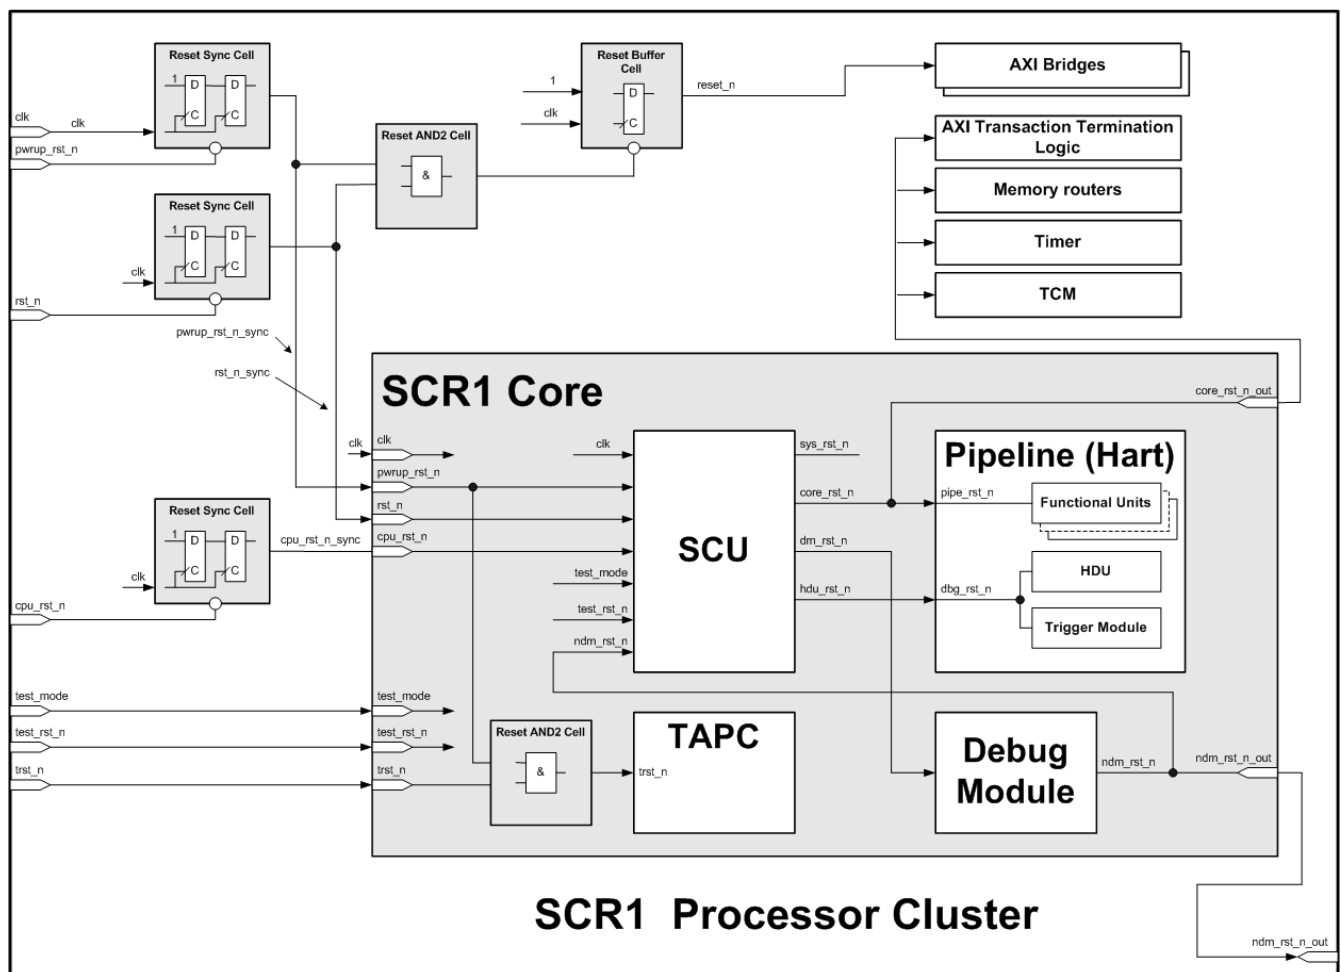 Reset Sync Cell
1
D
D
C
C
clk
clk
pwrup_rst_n
Reset AND2 Cell
&
Reset Buffer
Cell
1
D
clk
C
reset_n
AXI Bridges
AXI Transaction Termination
Logic
Memory routers
Timer
TCM
Reset Sync Cell
1
D
D
C
C
clk
rst_n
pwrup_rst_n_sync
rst_n_sync
SCR1 Core
core_rst_n_out
clk
clk
pwrup_rst_n
rst_n
cpu_rst_n
Reset Sync Cell
1
D
D
C
C
clk
cpu_rst_n_sync
cpu_rst_n
clk
SCU
test_mode
test_rst_n
ndm_rst_n
sys_rst_n
core_rst_n
dm_rst_n
hdu_rst_n
Pipeline (Hart)
pipe_rst_n
Functional Units
HDU
dbg_rst_n
Trigger Module
test_mode
test_rst_n
trst_n
test_mode
test_rst_n
trst_n
Reset AND2 Cell
&
TAPC
trst_n
Debug
Module
ndm_rst_n
ndm_rst_n_out
SCR1 Processor Cluster
ndm_rst_n_out